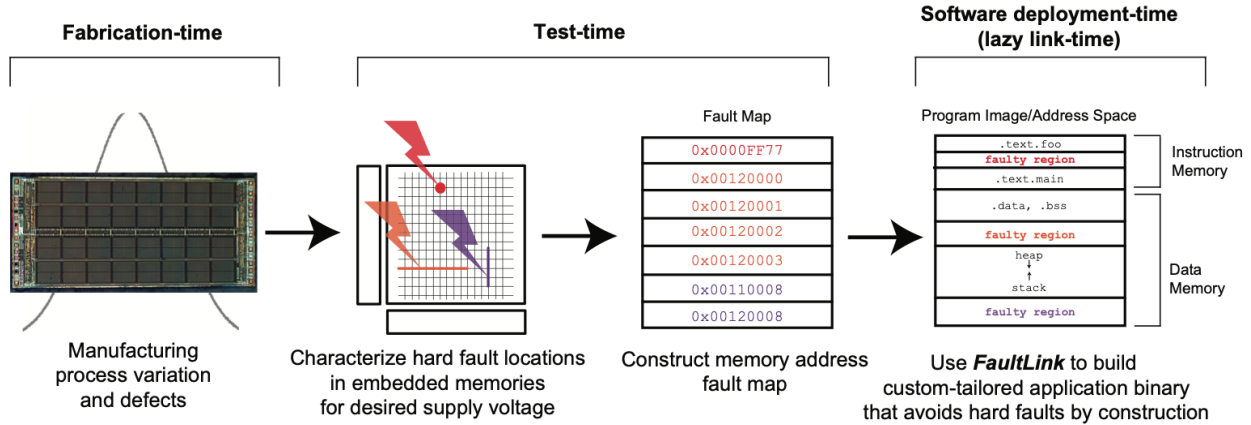 Fabrication-time
Test-time
Software deployment-time
(lazy link-time)
Fault Map
0x0000FF77
0x00120000
0x00120001
0x00120002
0x00120003
0x00110008
0x00120008
Program Image/Address Space
.text.foo
faulty region
.text.main
.data, .bss
faulty region
heap
stack
faulty region
Instruction
Memory
Data
Memory
Manufacturing
process variation
and defects
Characterize hard fault locations
in embedded memories
for desired supply voltage
Construct memory address
fault map
Use FaultLink to build
custom-tailored application binary
that avoids hard faults by construction